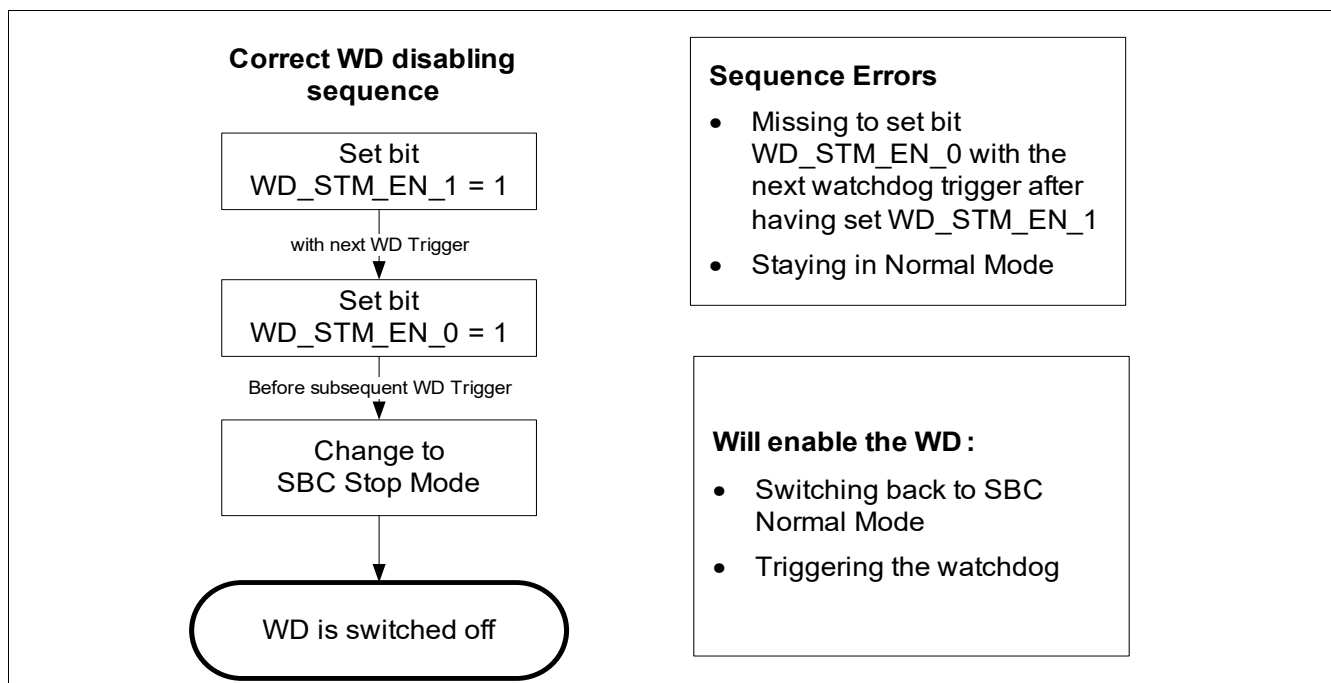 Correct WD disabling
sequence
Set bit
WD_STM_EN_1 = 1
with next WD Trigger
Set bit
WD_STM_EN_0 = 1
Before subsequent WD Trigger
Change to
SBC Stop Mode
WD is switched off
Sequence Errors
• Missing to set bit
WD_STM_EN_0 with the
next watchdog trigger after
having set WD_STM_EN_1
• Staying in Normal Mode
Will enable the WD :
• Switching back to SBC
Normal Mode
• Triggering the watchdog